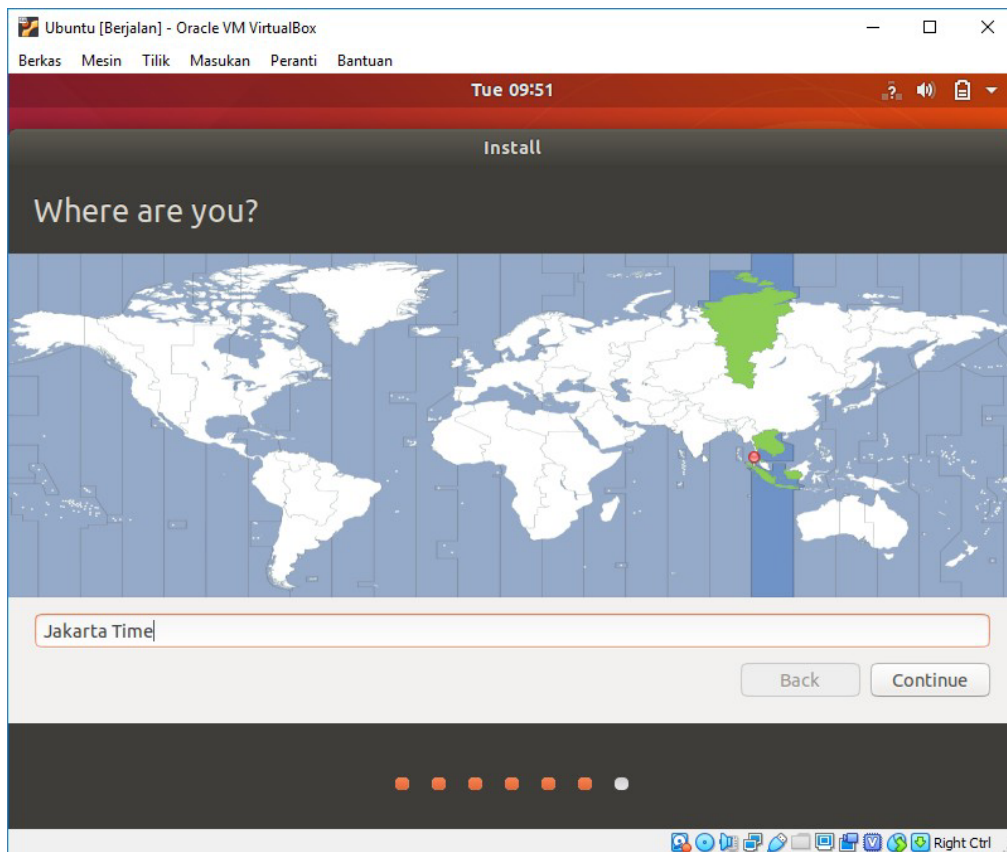 Ubuntu [Berjalan] - Oracle VM VirtualBox
Berkas Mesin Tilik Masukan Peranti Bantuan
Tue 09:51
?
Install
Where are you?
Jakarta Time
Back Continue
Right Ctrl